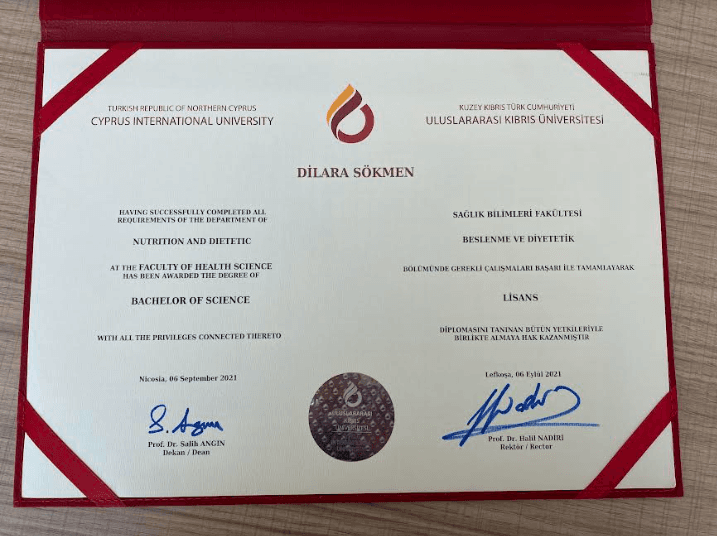 TURKISH REPUBLIC OF NORTHERN CYPRUS
CYPRUS INTERNATIONAL UNIVERSITY
KUZEY KIBRIS TÜRK CUMHURİYETİ
ULUSLARARASI KIBRIS ÜNİVERSİTESİ
DİLARA SÖKMEN
HAVING SUCCESSFULLY COMPLETED ALL
REQUIREMENTS OF THE DEPARTMENT OF
NUTRITION AND DIETETIC
AT THE FACULTY OF HEALTH SCIENCE
HAS BEEN AWARDED THE DEGREE OF
BACHELOR OF SCIENCE
WITH ALL THE PRIVILEGES CONNECTED THERETO
Nicosia, 06 September 2021
Prof. Dr. Salih ANGIN
Dekan / Dean
SAĞLIK BİLİMLERİ FAKÜLTESİ
BESLENME VE DİYETETİK
BÖLÜMÜNDE GEREKLİ ÇALIŞMALARI BAŞARI İLE TAMAMLAYARAK
LİSANS
DİPLOMASINI TANINAN BÜTÜN YETKİLERİYLE
BİRLİKTE ALMAYA HAK KAZANMIŞTIR
Lefkoşa, 06 Eylül 2021
Prof. Dr. Halil NADİRİ
Rektör / Rector
ULUSLARARASI
KIBRIS
ÜNİVERSİTESİ